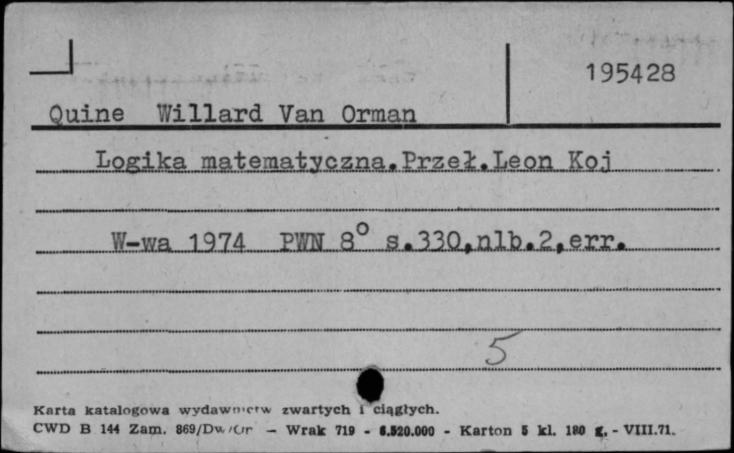 195428
Quine Willard Van Orman
Logika matematyczna.Przeł.Leon Koj
W-wa 1974 PWN 8° s.330,nlb.2,err.
5
Karta katalogowa wydawnictw zwartych i ciągłych.
CWD B 144 Zam. 869/Dw/Gr – Wrak 719 - 6.520.000 - Karton 5 kl. 180 g. - VIII.71.